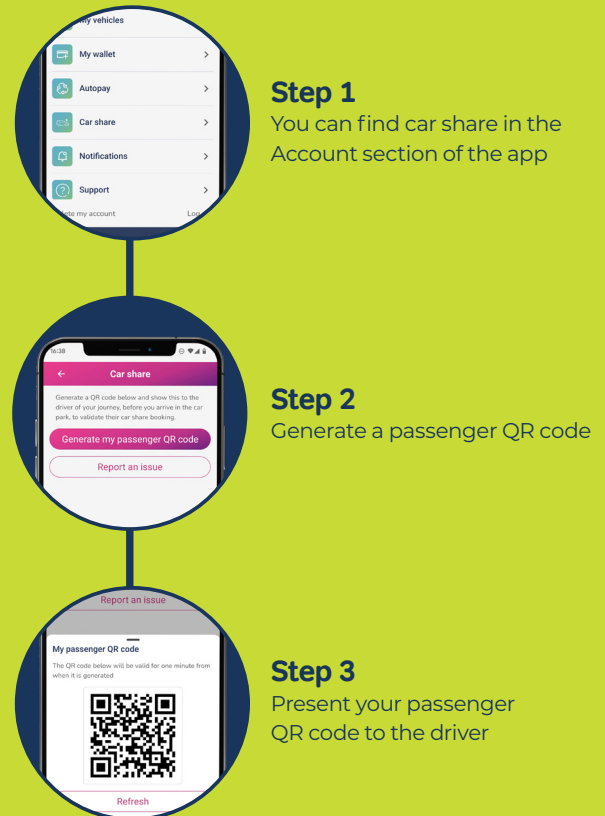 My vehicles
My wallet
Autopay
Car share
Notifications
Support
my account
Step 1
You can find car share in the
Account section of the app
16:38
Car share
Generate a QR code below and show this to the
driver of your journey, before you arrive in the car
park, to validate their car share booking.
Generate my passenger QR code
Report an issue
Step 2
Generate a passenger QR code
Report an issue
My passenger QR code
The QR code below will be valid for one minute from
when it is generated
Refresh
Step 3
Present your passenger
QR code to the driver